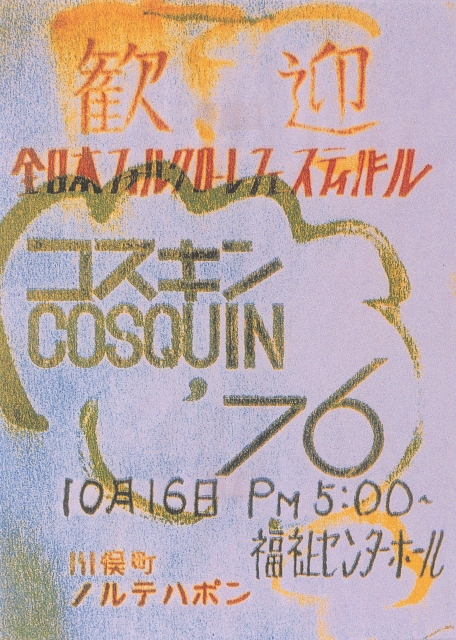 歓迎
全日本フォルクローレフェスティバル
コスキン
COSQUIN
'76
10月16日 PM 5:00~
福祉センターホール
川俣町
ノルテハポン